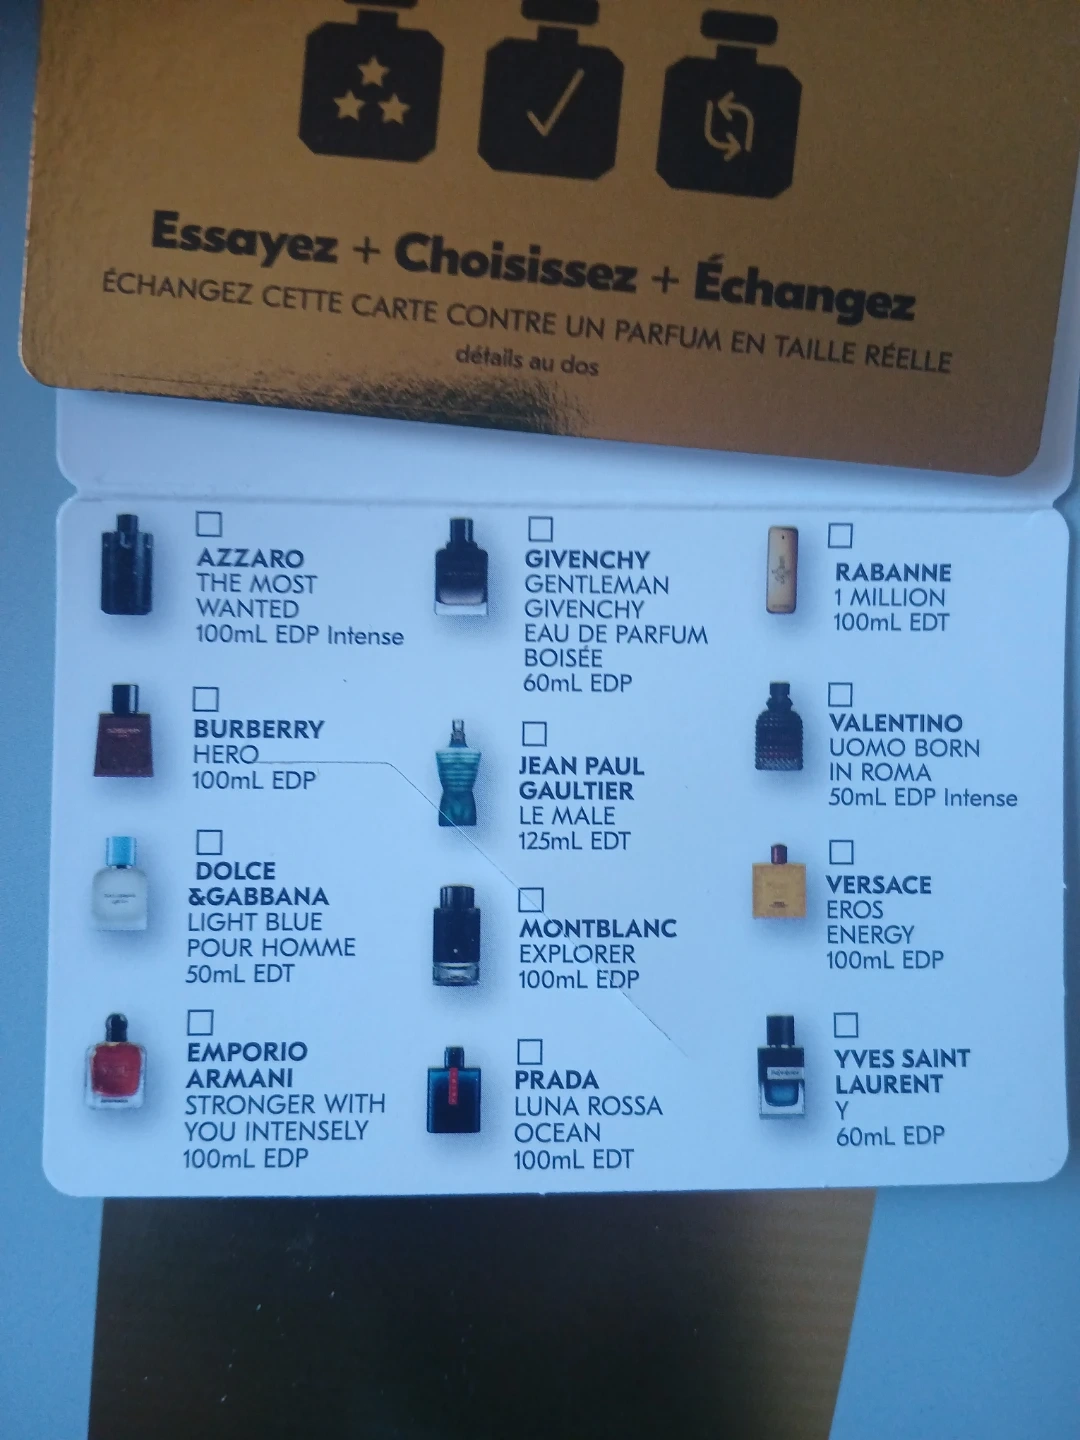 Essayez + Choisissez + Échangez
ÉCHANGEZ CETTE CARTE CONTRE UN PARFUM EN TAILLE RÉELLE
détails au dos
AZZARO
THE MOST
WANTED
100mL EDP Intense
BURBERRY
HERO
100mL EDP
DOLCE
&GABBANA
LIGHT BLUE
POUR HOMME
50mL EDT
EMPORIO
ARMANI
STRONGER WITH
YOU INTENSELY
100mL EDP
GIVENCHY
GENTLEMAN
GIVENCHY
EAU DE PARFUM
BOISÉE
60mL EDP
JEAN PAUL
GAULTIER
LE MALE
125mL EDT
MONTBLANC
EXPLORER
100mL EDP
PRADA
LUNA ROSSA
OCEAN
100mL EDT
RABANNE
1 MILLION
100mL EDT
VALENTINO
UOMO BORN
IN ROMA
50mL EDP Intense
VERSACE
EROS
ENERGY
100mL EDP
YVES SAINT
LAURENT
Y
60mL EDP